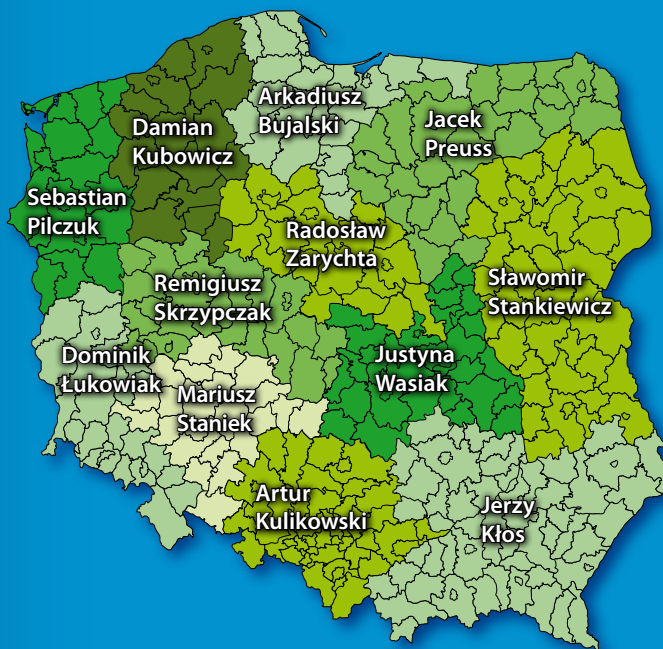 Arkadiusz
Bujalski
Damian
Kubowicz
Jacek
Preuss
Sebastian
Pilczuk
Radosław
Zarychta
Remigiusz
Skrzypczak
Sławomir
Stankiewicz
Dominik
Łukowiak
Justyna
Wasiak
Mariusz
Staniek
Artur
Kulikowski
Jerzy
Kłos